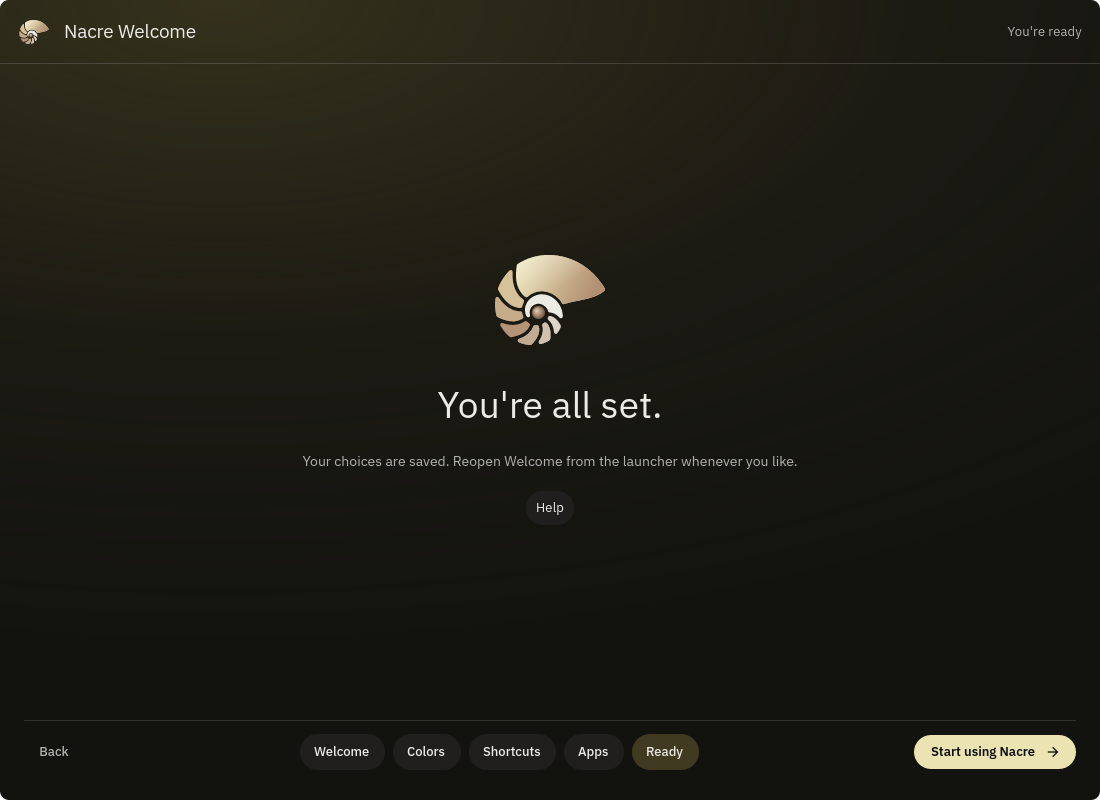 Nacre Welcome
You're ready
You're all set.
Your choices are saved. Reopen Welcome from the launcher whenever you like.
Help
Back
Welcome
Colors
Shortcuts
Apps
Ready
Start using Nacre